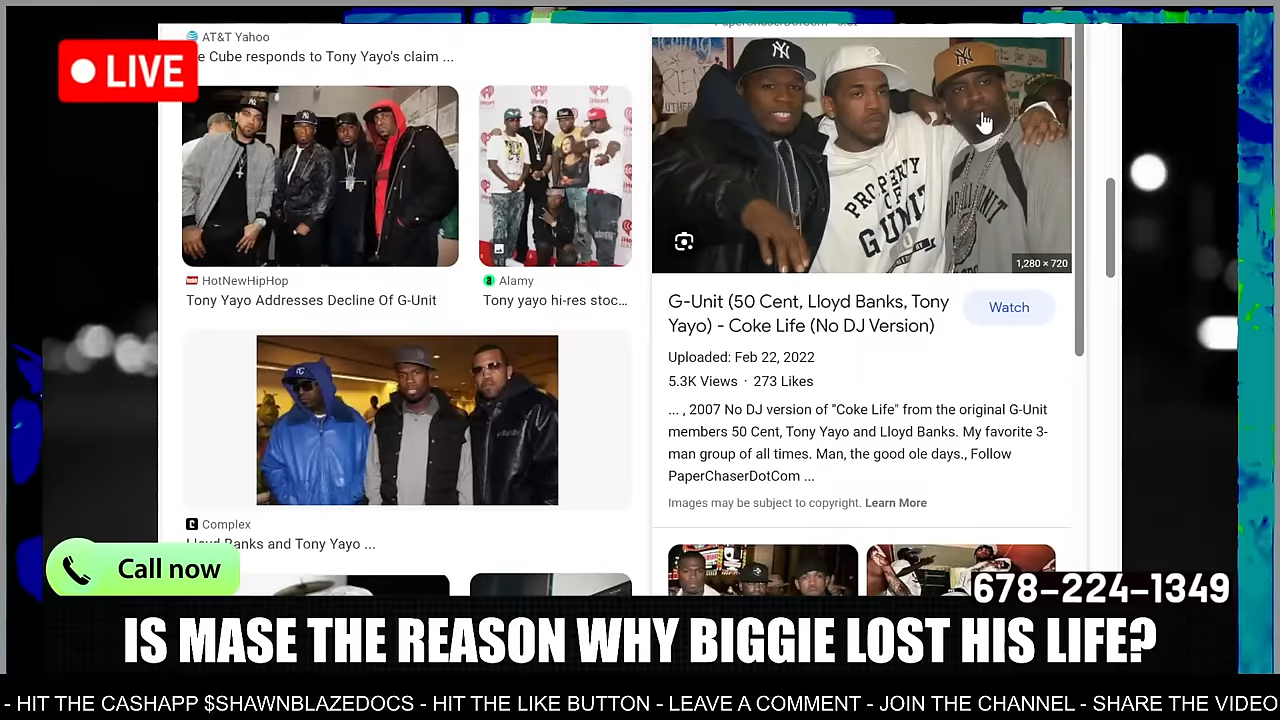 AT&T Yahoo
e Cube responds to Tony Yayo's claim ...
LIVE
HotNewHipHop
Tony Yayo Addresses Decline Of G-Unit
Alamy
Tony yayo hi-res stoc...
Complex
Lloyd Banks and Tony Yayo ...
PaperChaserDotCom
PROPERTY
OF
G UNIT
1,280 × 720
G-Unit (50 Cent, Lloyd Banks, Tony
Yayo) - Coke Life (No DJ Version)
Watch
Uploaded: Feb 22, 2022
5.3K Views · 273 Likes
... , 2007 No DJ version of "Coke Life" from the original G-Unit
members 50 Cent, Tony Yayo and Lloyd Banks. My favorite 3-
man group of all times. Man, the good ole days., Follow
PaperChaserDotCom ...
Images may be subject to copyright. Learn More
Call now
678-224-1349
IS MASE THE REASON WHY BIGGIE LOST HIS LIFE?
- HIT THE CASHAPP $SHAWNBLAZEDOCS - HIT THE LIKE BUTTON - LEAVE A COMMENT - JOIN THE CHANNEL - SHARE THE VIDEO